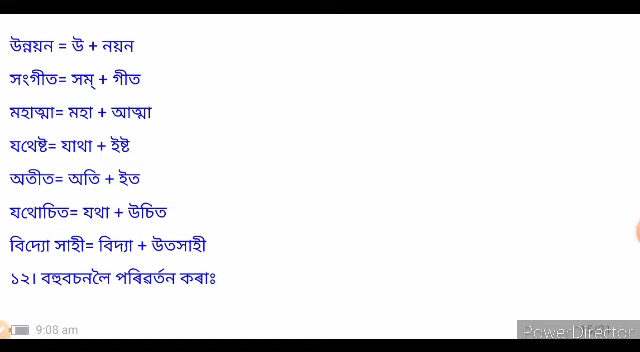 উন্নয়ন = উ + নয়ন
সংগীত= সম্ + গীত
মহাত্মা= মহা + আত্মা
যথেষ্ট= যাথা + ইষ্ট
অতীত= অতি + ইত
যথোচিত= যথা + উচিত
বিদ্যো সাহী= বিদ্যা + উতসাহী
১২। বহুবচনলৈ পৰিৱৰ্তন কৰাঃ
9:08 am
PowerDirector